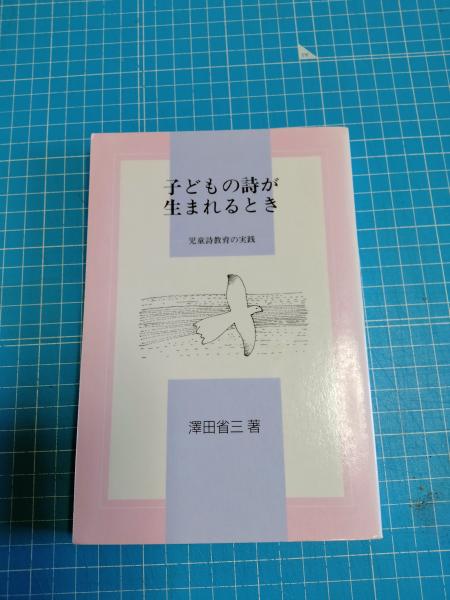 子どもの詩が
生まれるとき
児童詩教育の実践
澤田省三 著